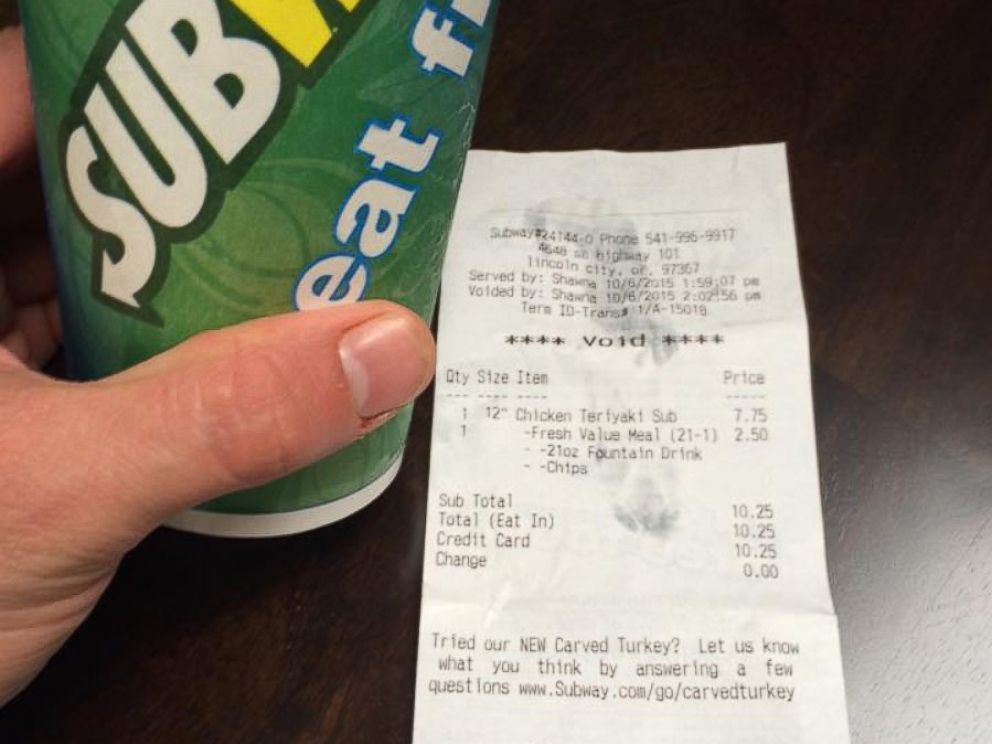 SUBW
eat f
Subway#24144-0 Phone 541-996-9917
4648 se highway 101
lincoln city, or. 97367
Served by: Shawna 10/6/2015 1:59:07 pm
Voided by: Shawna 10/6/2015 2:02:56 pm
Term ID-Trans# 1/A-15018
**** Void ****
Qty Size Item Price
--- ---- ---- -----
1 12" Chicken Teriyaki Sub 7.75
1 -Fresh Value Meal (21-1) 2.50
- -21oz Fountain Drink
- -Chips
Sub Total 10.25
Total (Eat In) 10.25
Credit Card 10.25
Change 0.00
Tried our NEW Carved Turkey? Let us know
what you think by answering a few
questions www.Subway.com/go/carvedturkey